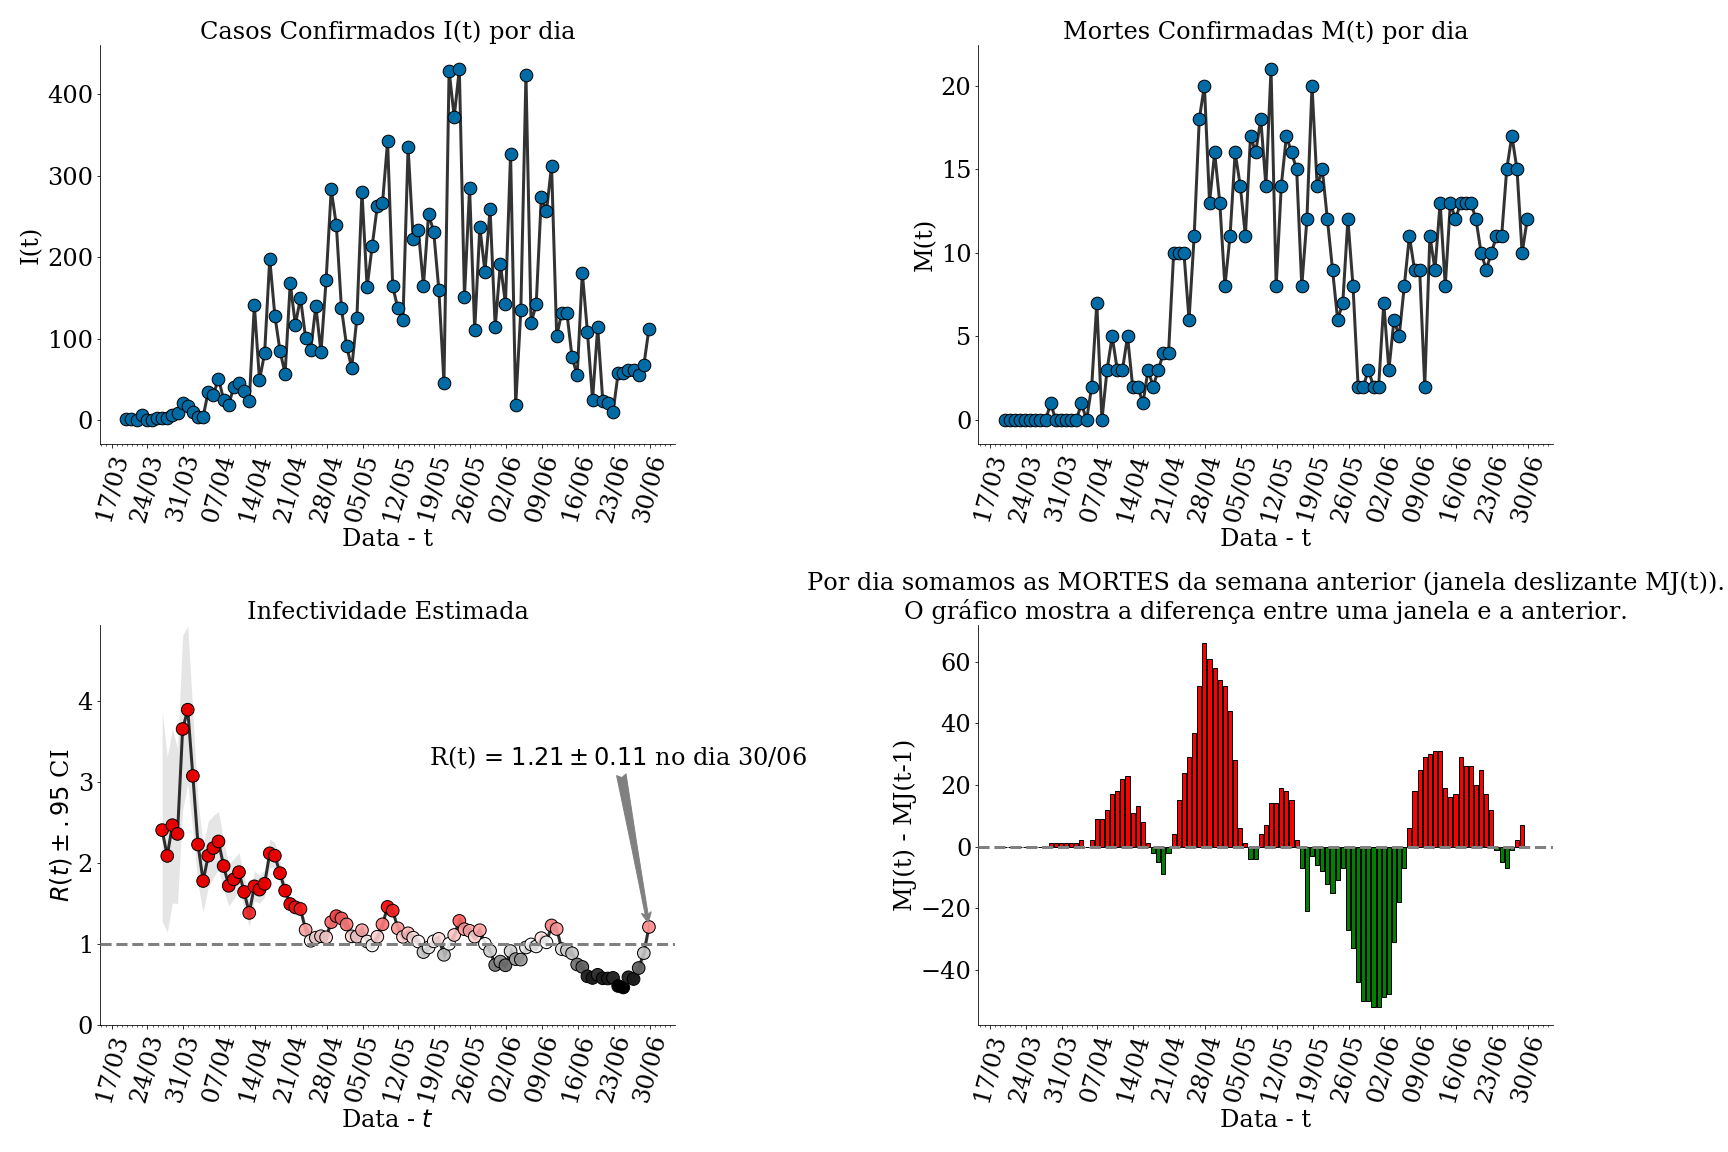 Casos Confirmados I(t) por dia
I(t)
400
300
200
100
0
17/03 24/03 31/03 07/04 14/04 21/04 28/04 05/05 12/05 19/05 26/05 02/06 09/06 16/06 23/06 30/06
Data - t
Mortes Confirmadas M(t) por dia
M(t)
20
15
10
5
0
17/03 24/03 31/03 07/04 14/04 21/04 28/04 05/05 12/05 19/05 26/05 02/06 09/06 16/06 23/06 30/06
Data - t
Infectividade Estimada
R(t) ± .95 CI
4
3
2
1
0
R(t) = 1.21 ± 0.11 no dia 30/06
17/03 24/03 31/03 07/04 14/04 21/04 28/04 05/05 12/05 19/05 26/05 02/06 09/06 16/06 23/06 30/06
Data - t
Por dia somamos as MORTES da semana anterior (janela deslizante MJ(t)).
O gráfico mostra a diferença entre uma janela e a anterior.
MJ(t) - MJ(t-1)
60
40
20
0
−20
−40
17/03 24/03 31/03 07/04 14/04 21/04 28/04 05/05 12/05 19/05 26/05 02/06 09/06 16/06 23/06 30/06
Data - t